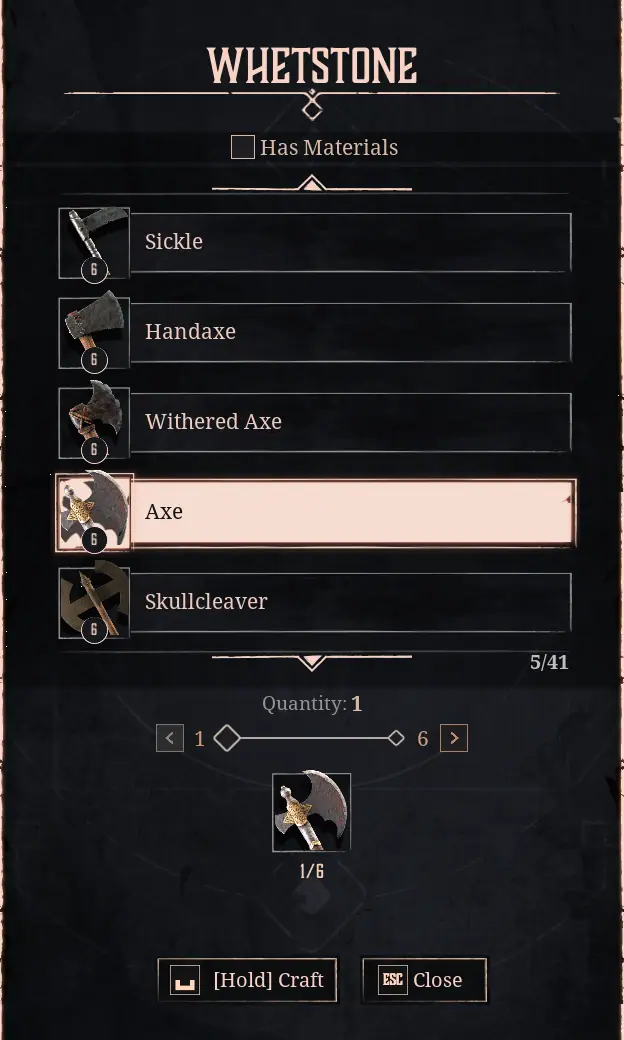 WHETSTONE
Has Materials
6
Sickle
6
Handaxe
6
Withered Axe
6
Axe
6
Skullcleaver
5/41
Quantity: 1
< 1 6 >
1/6
[Hold] Craft
ESC Close